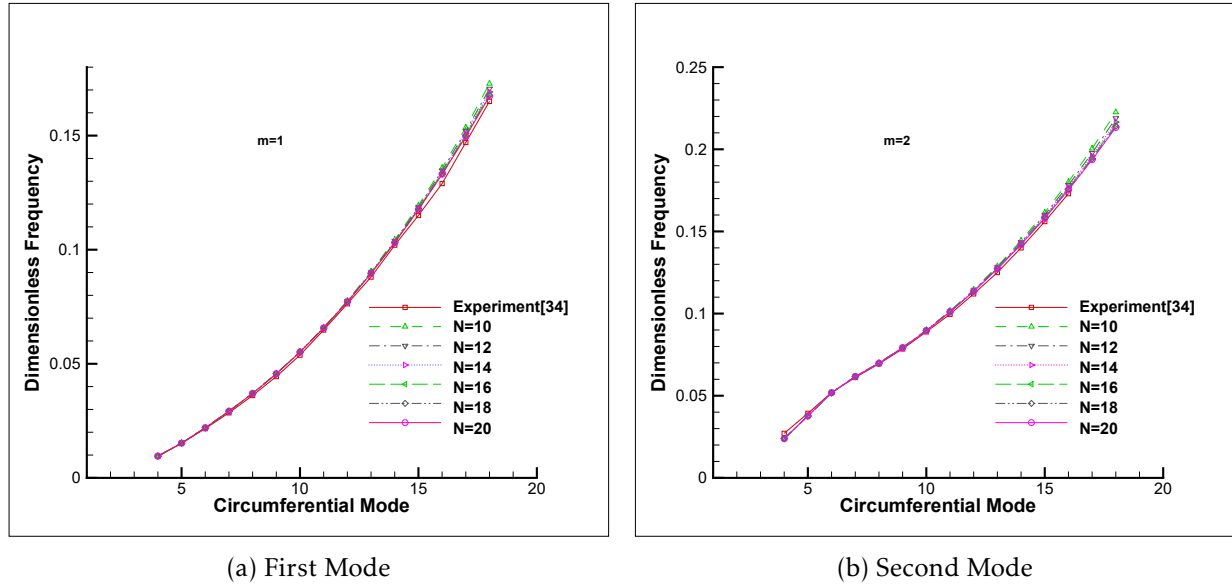 Dimensionless Frequency
0.15
0.1
0.05
0
5
10
15
20
Circumferential Mode
m=1
Experiment[34]
N=10
N=12
N=14
N=16
N=18
N=20
(a) First Mode
Dimensionless Frequency
0.25
0.2
0.15
0.1
0.05
0
5
10
15
20
Circumferential Mode
m=2
Experiment[34]
N=10
N=12
N=14
N=16
N=18
N=20
(b) Second Mode